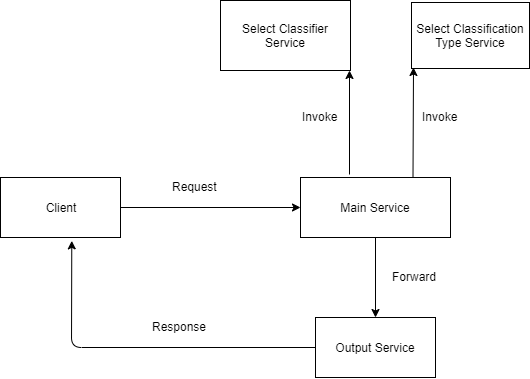 Select Classifier
Service
Select Classification
Type Service
Invoke
Invoke
Request
Client
Main Service
Forward
Response
Output Service